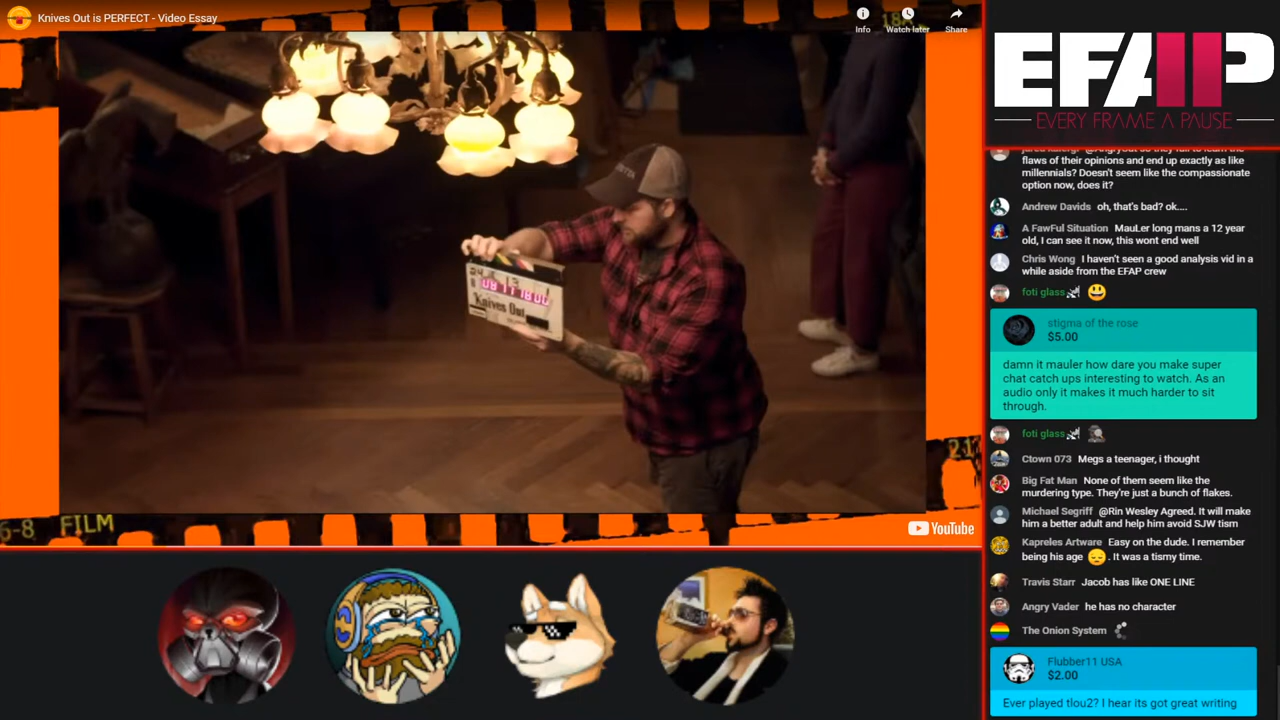 Knives Out is PERFECT - Video Essay
Info
Watch later
Share
Knives Out
6-8 FILM
YouTube
EFAP
EVERY FRAME A PAUSE
flaws of their opinions and end up exactly as like
millennials? Doesn't seem like the compassionate
option now, does it?
Andrew Davids oh, that's bad? ok....
A FawFul Situation MauLer long mans a 12 year
old, I can see it now, this wont end well
Chris Wong I haven't seen a good analysis vid in a
while aside from the EFAP crew
foti glass
stigma of the rose
$5.00
damn it mauler how dare you make super
chat catch ups interesting to watch. As an
audio only it makes it much harder to sit
through.
foti glass
Ctown 073 Megs a teenager, i thought
Big Fat Man None of them seem like the
murdering type. They're just a bunch of flakes.
Michael Segriff @Rin Wesley Agreed. It will make
him a better adult and help him avoid SJW tism
Kapreles Artware Easy on the dude. I remember
being his age . It was a tismy time.
Travis Starr Jacob has like ONE LINE
Angry Vader he has no character
The Onion System
Flubber11 USA
$2.00
Ever played tlou2? I hear its got great writing